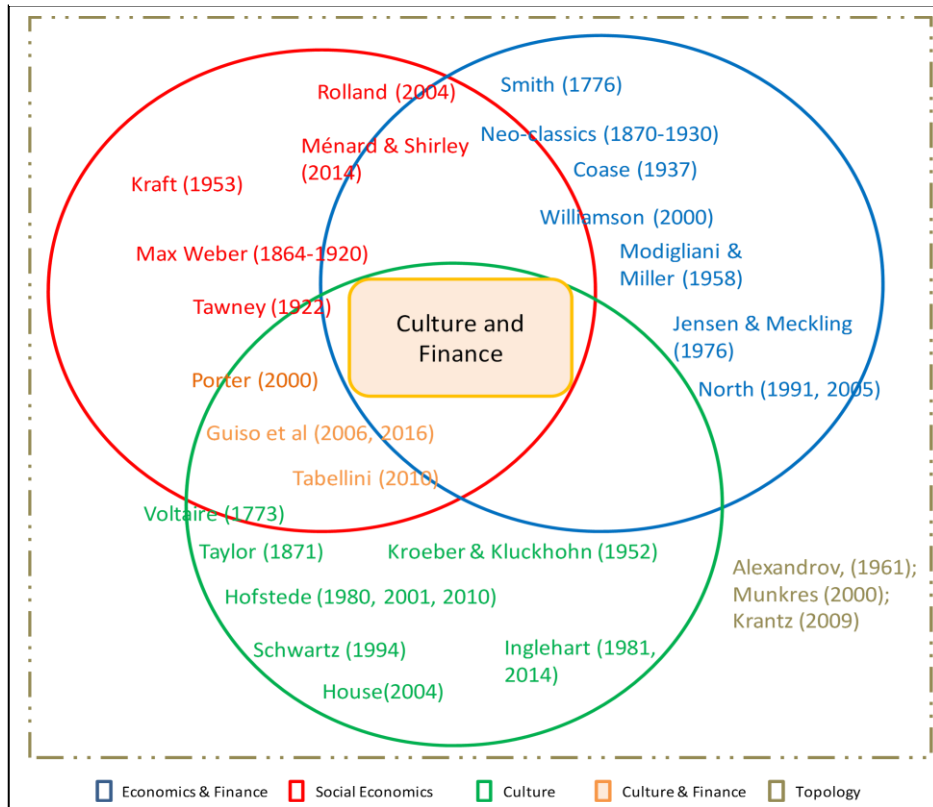 Rolland (2004)
Smith (1776)
Neo-classics (1870-1930)
Ménard & Shirley
(2014)
Coase (1937)
Kraft (1953)
Williamson (2000)
Max Weber (1864-1920)
Modigliani &
Miller (1958)
Tawney (1922)
Culture and
Finance
Jensen & Meckling
(1976)
Porter (2000)
North (1991, 2005)
Guiso et al (2006, 2016)
Tabellini (2010)
Voltaire (1773)
Taylor (1871)
Kroeber & Kluckhohn (1952)
Alexandrov, (1961);
Munkres (2000);
Krantz (2009)
Hofstede (1980, 2001, 2010)
Schwartz (1994)
Inglehart (1981,
2014)
House(2004)
Economics & Finance
Social Economics
Culture
Culture & Finance
Topology